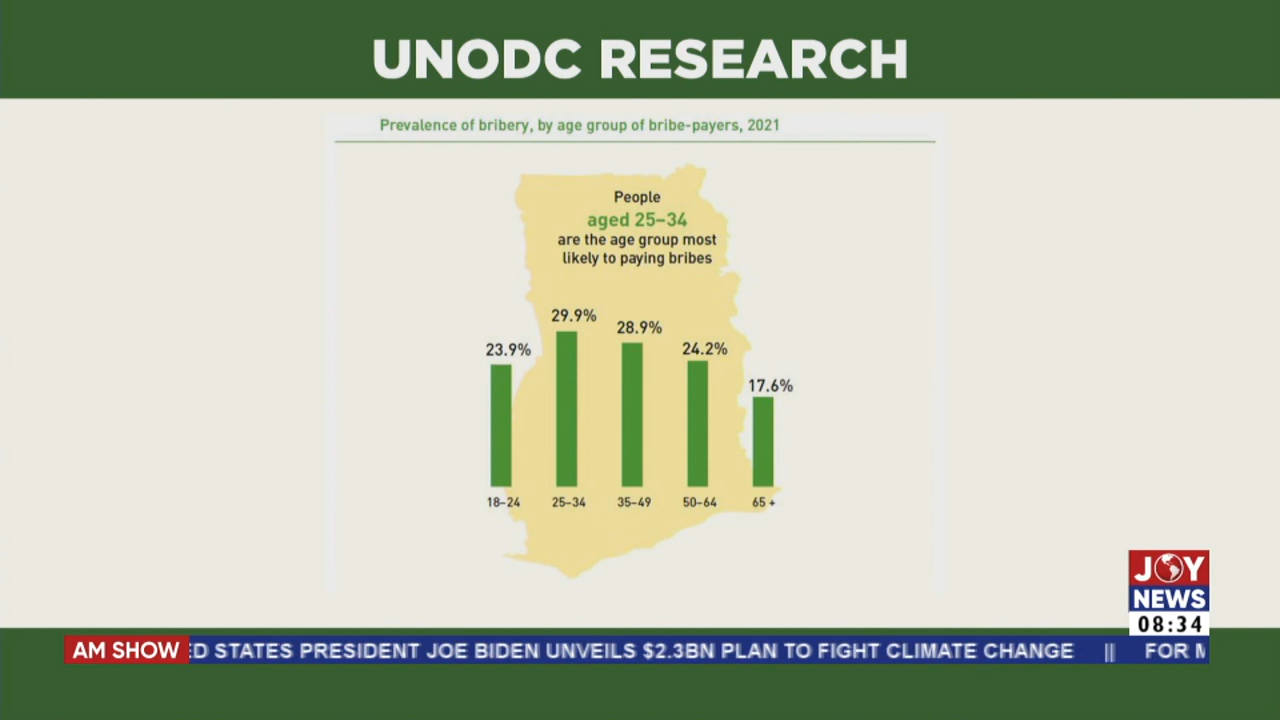 UNODC RESEARCH
Prevalence of bribery, by age group of bribe-payers, 2021
People
aged 25–34
are the age group most
likely to paying bribes
23.9% 29.9% 28.9% 24.2% 17.6%
18–24 25–34 35–49 50–64 65 +
JOY
NEWS
08:34
AM SHOW ED STATES PRESIDENT JOE BIDEN UNVEILS $2.3BN PLAN TO FIGHT CLIMATE CHANGE || FOR